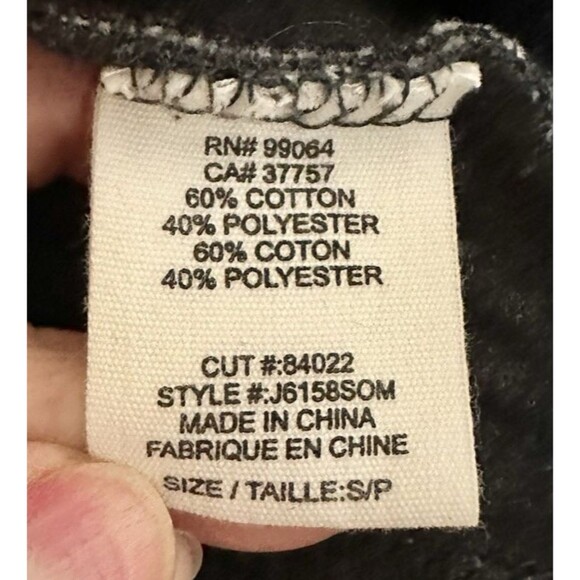 RN# 99064
CA# 37757
60% COTTON
40% POLYESTER
60% COTON
40% POLYESTER
CUT #:84022
STYLE #:J6158SOM
MADE IN CHINA
FABRIQUE EN CHINE
SIZE / TAILLE:S/P